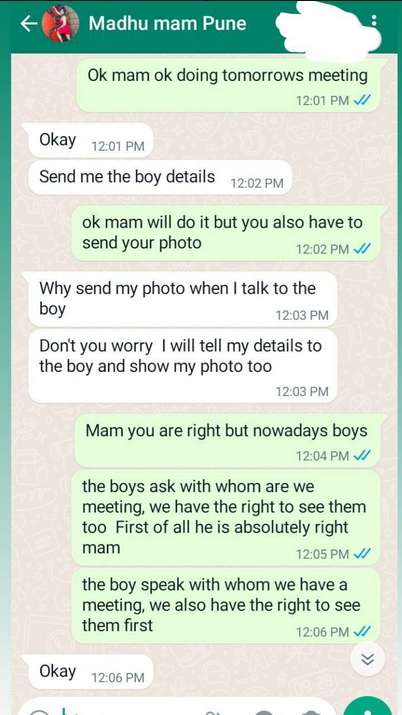 Madhu mam Pune
Ok mam ok doing tomorrows meeting
12:01 PM
Okay 12:01 PM
Send me the boy details 12:02 PM
ok mam will do it but you also have to
send your photo 12:02 PM
Why send my photo when I talk to the
boy 12:03 PM
Don't you worry I will tell my details to
the boy and show my photo too
12:03 PM
Mam you are right but nowadays boys
12:04 PM
the boys ask with whom are we
meeting, we have the right to see them
too First of all he is absolutely right
mam 12:05 PM
the boy speak with whom we have a
meeting, we also have the right to see
them first 12:06 PM
Okay 12:06 PM